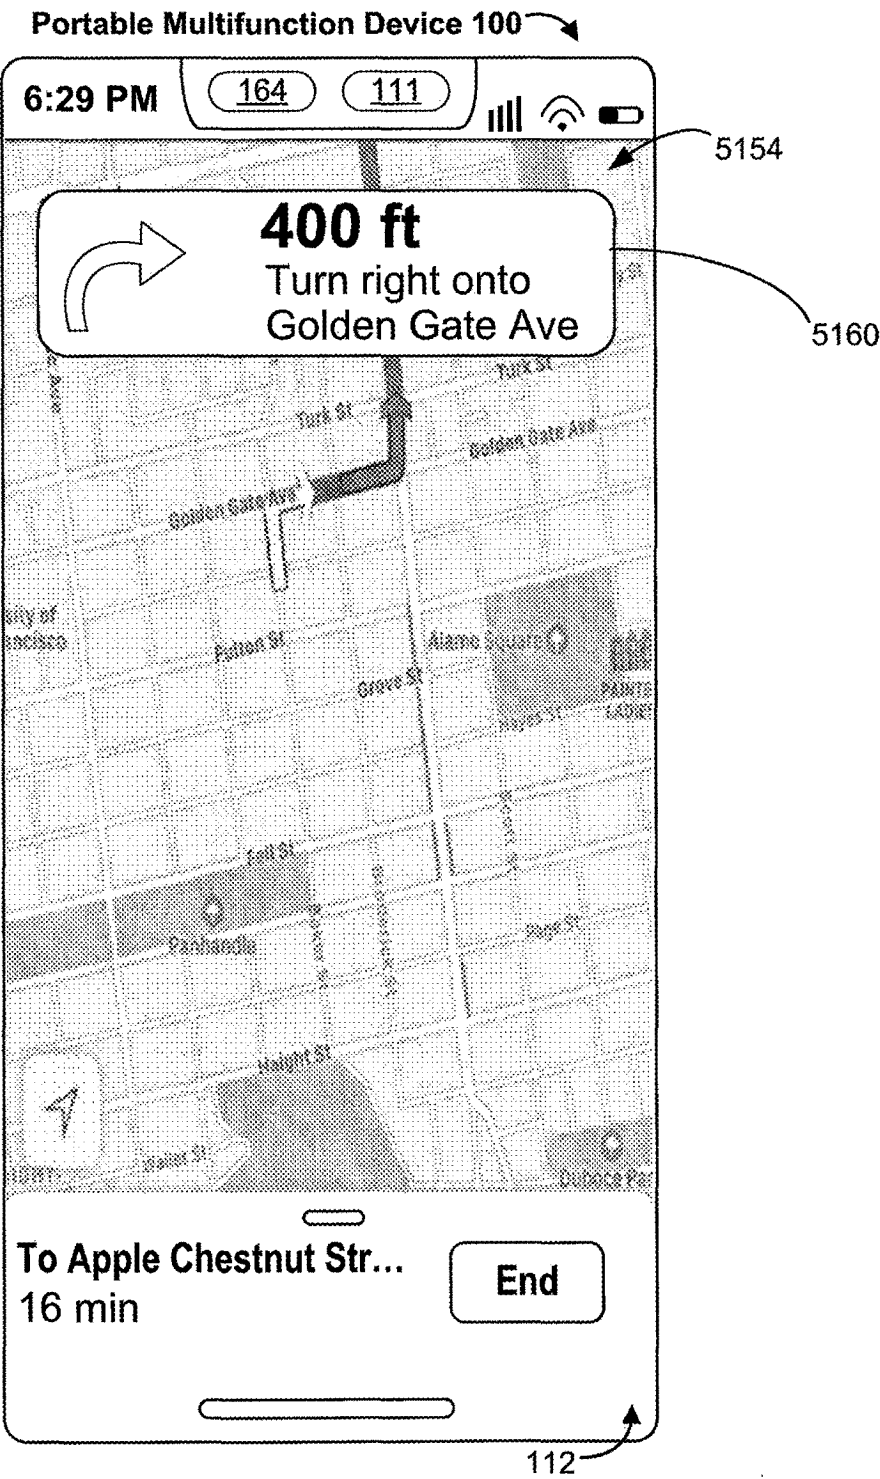 Portable Multifunction Device 100
6:29 PM
164
111
5154
400 ft
Turn right onto
Golden Gate Ave
5160
Turk St
Turk St
Golden Gate Ave
Golden Gate Ave
Fulton St
Alamo Square
Grove St
Hayes St
Fell St
Panhandle
Page St
Haight St
Waller St
To Apple Chestnut Str...
16 min
End
112